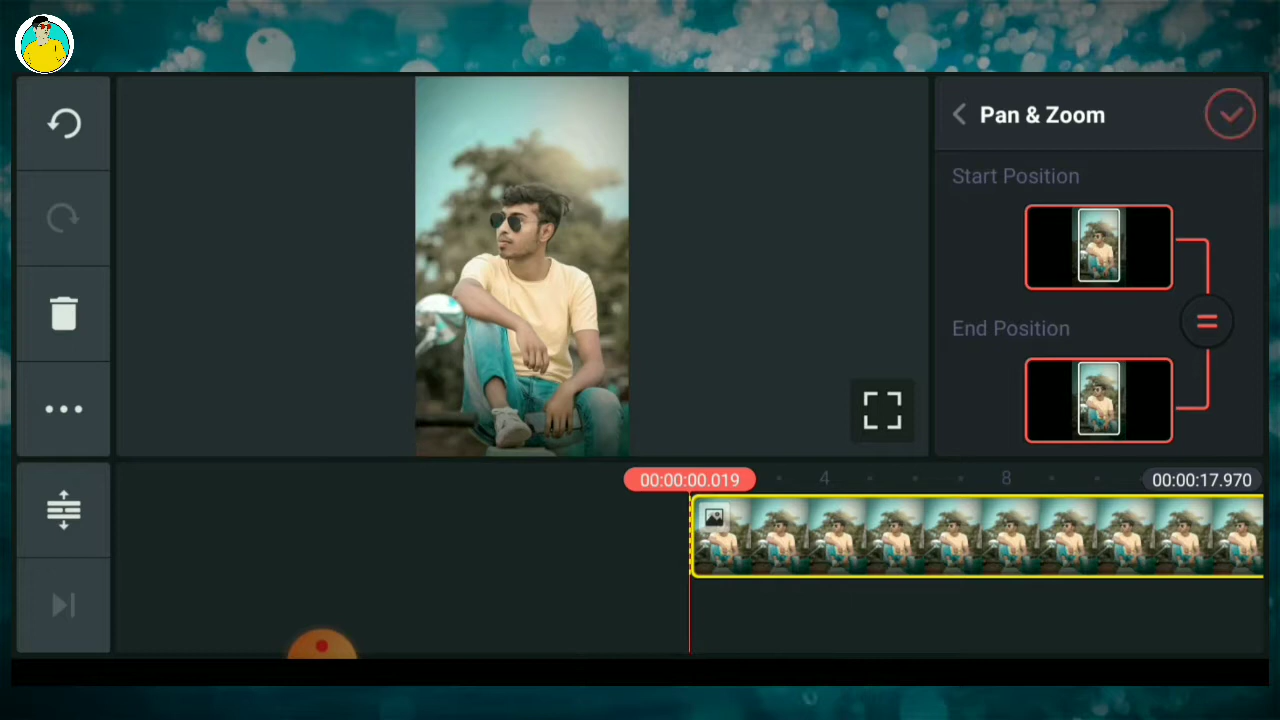 Pan & Zoom
Start Position
End Position
00:00:00.019
4
8
00:00:17.970